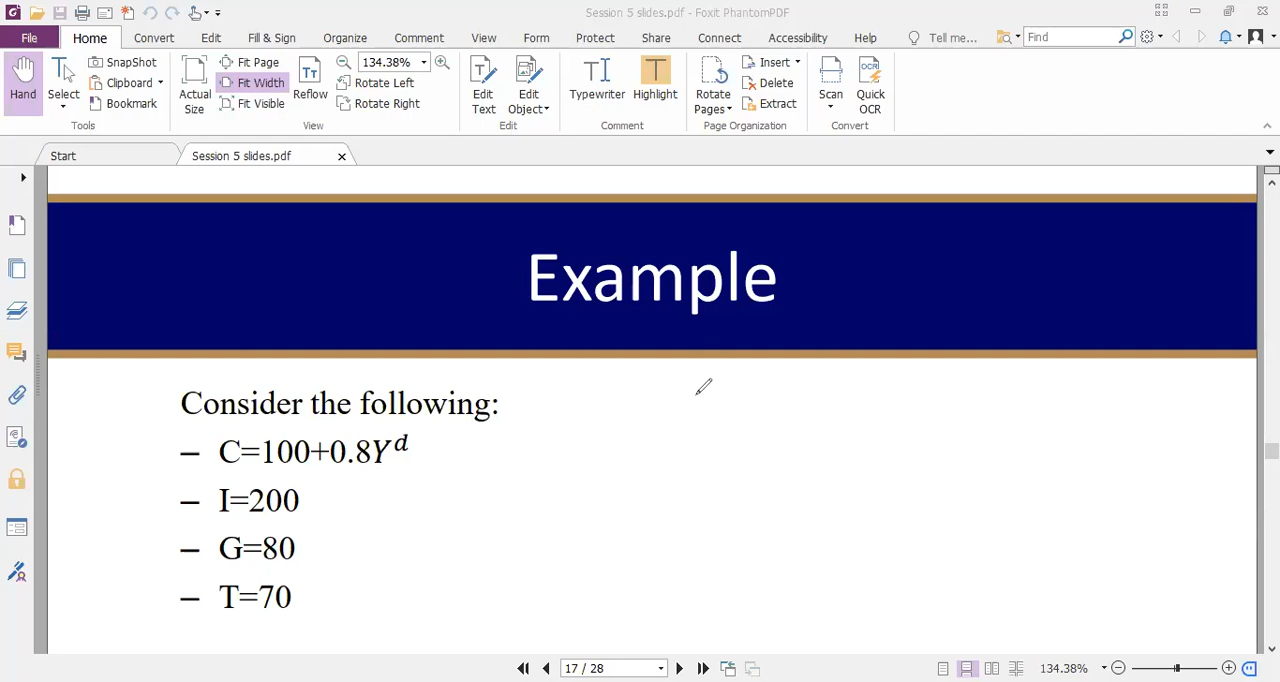 Session 5 slides.pdf - Foxit PhantomPDF
File Home Convert Edit Fill & Sign Organize Comment View Form Protect Share Connect Accessibility Help Tell me... Find
SnapShot Fit Page 134.38% Insert
Clipboard Fit Width Rotate Left Delete
Bookmark Fit Visible Rotate Right Extract
Hand Select Actual Size Reflow Edit Text Edit Object Typewriter Highlight Rotate Pages Scan Quick OCR
Tools View Edit Comment Page Organization Convert
Start Session 5 slides.pdf
Example
Consider the following:
– C=100+0.8Yᵈ
– I=200
– G=80
– T=70
17 / 28 134.38%